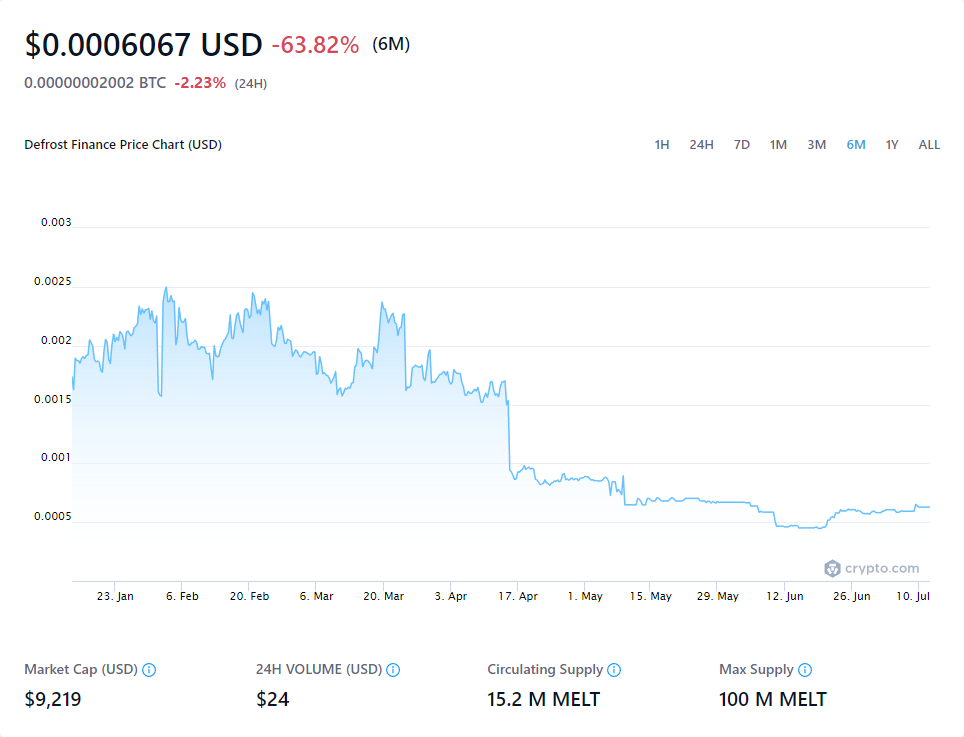 $0.0006067 USD -63.82% (6M)
0.00000002002 BTC -2.23% (24H)
Defrost Finance Price Chart (USD) 1H 24H 7D 1M 3M 6M 1Y ALL
0.003
0.0025
0.002
0.0015
0.001
0.0005
crypto.com
23. Jan 6. Feb 20. Feb 6. Mar 20. Mar 3. Apr 17. Apr 1. May 15. May 29. May 12. Jun 26. Jun 10. Jul
Market Cap (USD) 24H VOLUME (USD) Circulating Supply Max Supply
$9,219 $24 15.2 M MELT 100 M MELT